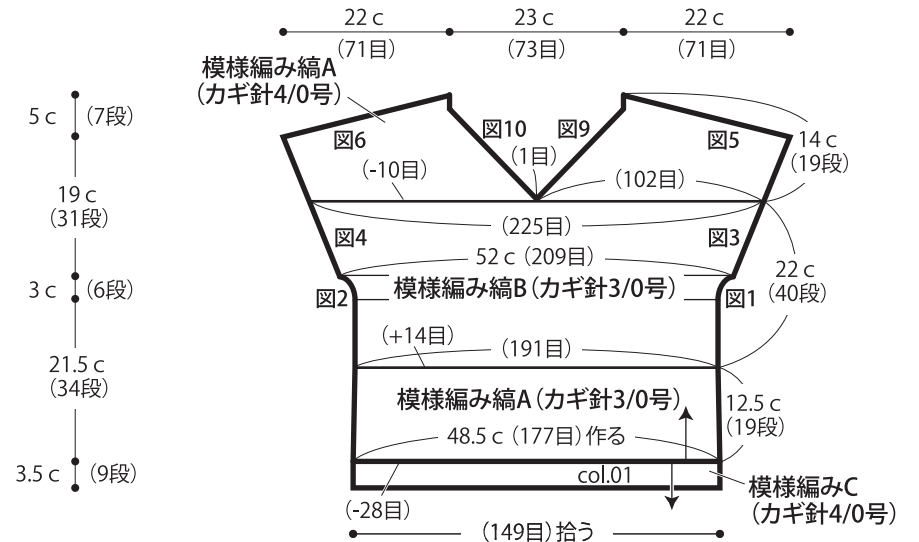 22 c 23 c 22 c
(71目) (73目) (71目)
模様編み縞A
(カギ針4/0号)
5 c (7段)
図6 図10 図9 図5
14 c
(19段)
(1目)
(-10目) (102目)
19 c
(31段)
(225目)
図4 図3
52 c (209目)
3 c (6段)
模様編み縞B(カギ針3/0号)
22 c
(40段)
図2 図1
(+14目) (191目)
21.5 c
(34段)
模様編み縞A(カギ針3/0号)
12.5 c
(19段)
48.5 c (177目)作る
3.5 c (9段)
col.01
模様編みC
(カギ針4/0号)
(-28目)
(149目)拾う